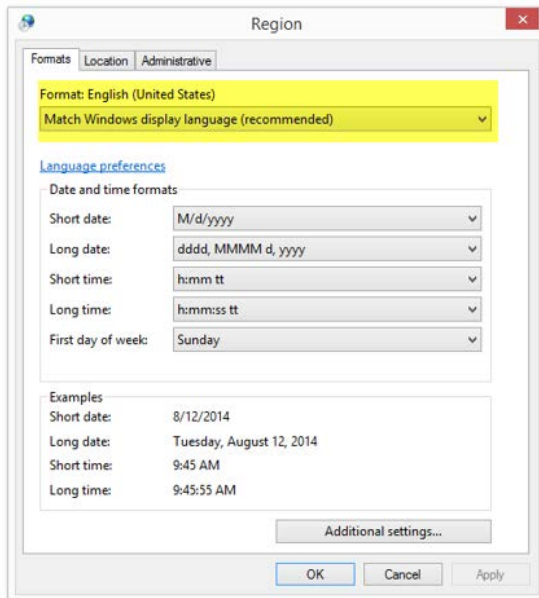 Region
Formats Location Administrative
Format: English (United States)
Match Windows display language (recommended)
Language preferences
Date and time formats
Short date: M/d/yyyy
Long date: dddd, MMMM d, yyyy
Short time: h:mm tt
Long time: h:mm:ss tt
First day of week: Sunday
Examples
Short date: 8/12/2014
Long date: Tuesday, August 12, 2014
Short time: 9:45 AM
Long time: 9:45:55 AM
Additional settings...
OK Cancel Apply